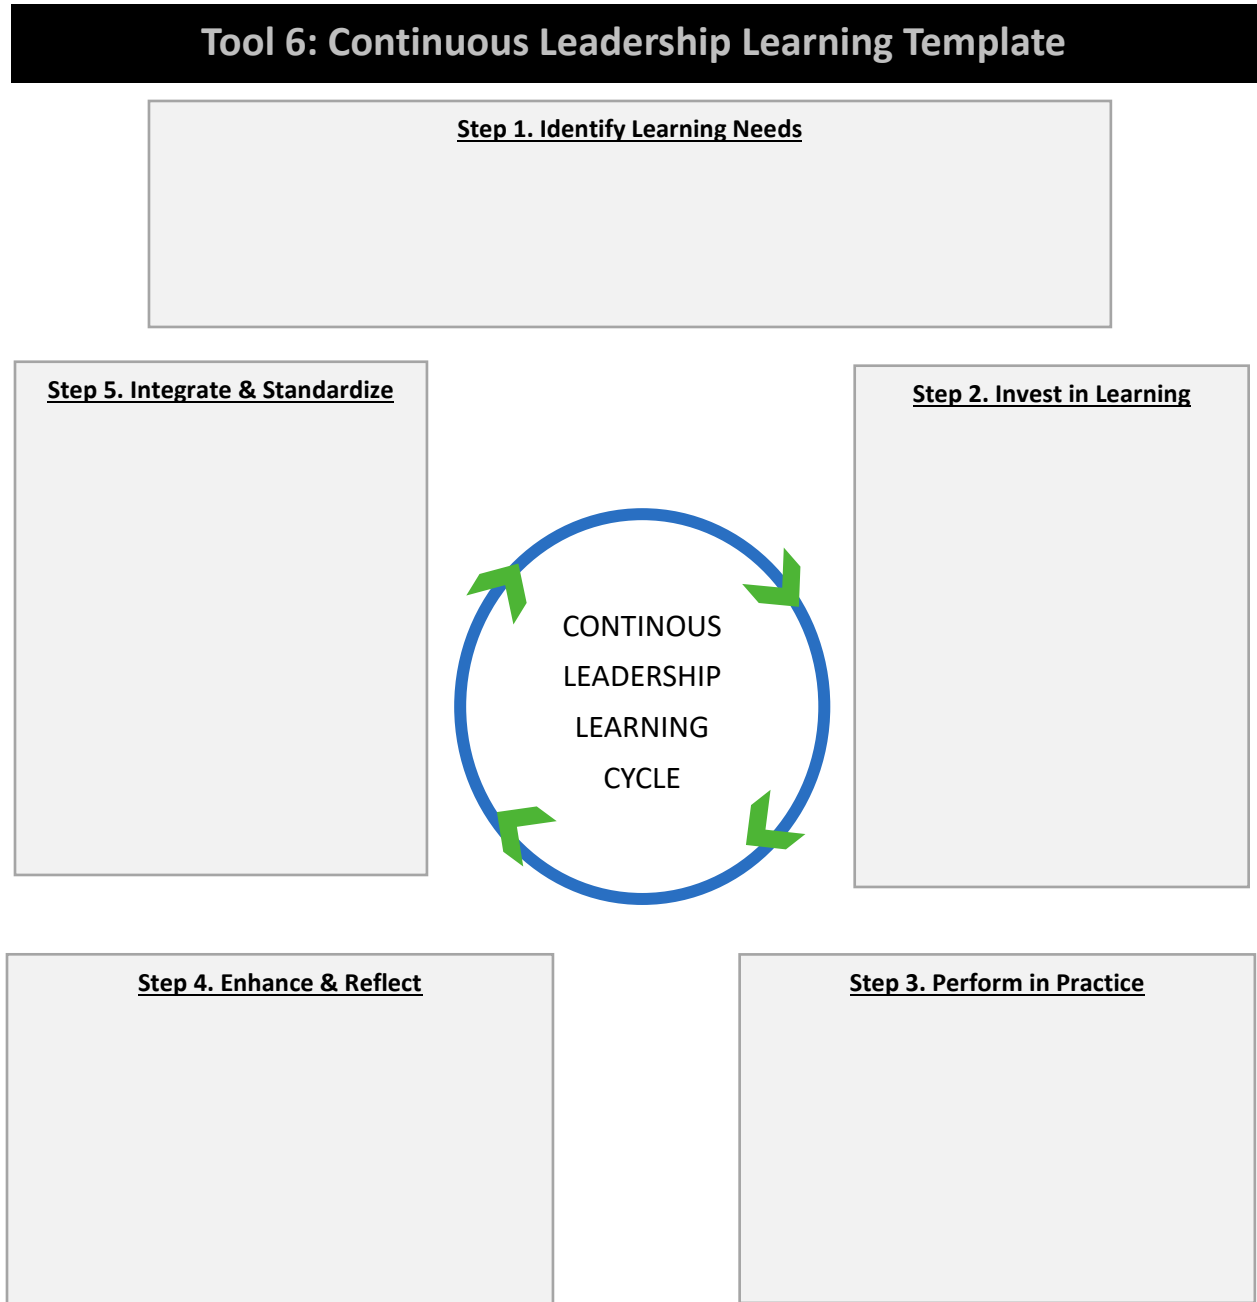 Tool 6: Continuous Leadership Learning Template
Step 1. Identify Learning Needs
Step 5. Integrate & Standardize
Step 2. Invest in Learning
CONTINOUS
LEADERSHIP
LEARNING
CYCLE
Step 4. Enhance & Reflect
Step 3. Perform in Practice